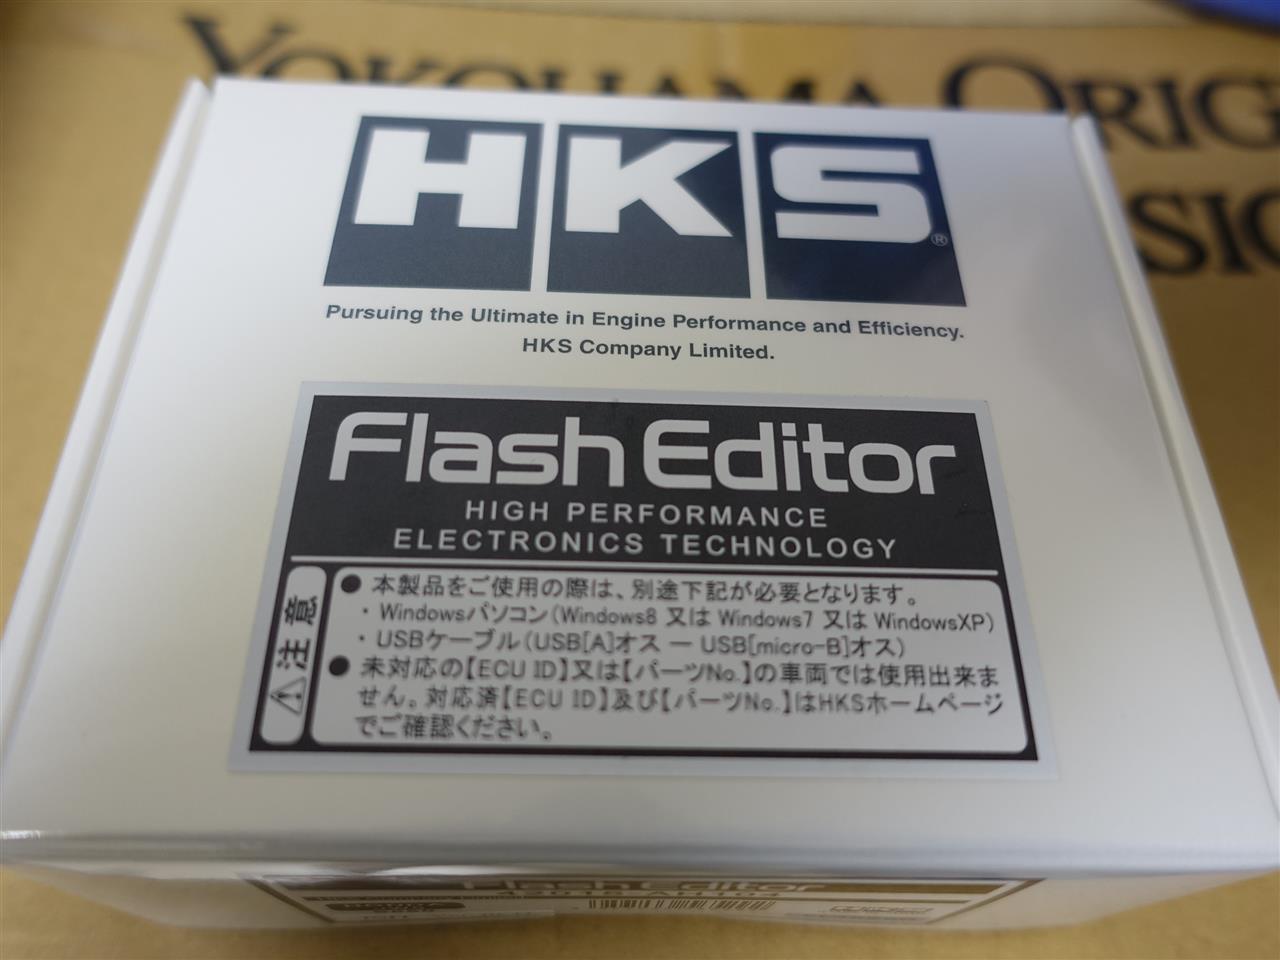 YOKOHAMA ORIG
SIG
HKS®
Pursuing the Ultimate in Engine Performance and Efficiency.
HKS Company Limited.
Flash Editor
HIGH PERFORMANCE
ELECTRONICS TECHNOLOGY
注意
● 本製品をご使用の際は、別途下記が必要となります。
・Windowsパソコン(Windows8 又は Windows7 又は WindowsXP)
・USBケーブル(USB[A]オス ー USB[micro-B]オス)
● 未対応の【ECU ID】又は【パーツNo.】の車両では使用出来ま
せん。対応済【ECU ID】及び【パーツNo.】はHKSホームページ
でご確認ください。
Flash Editor